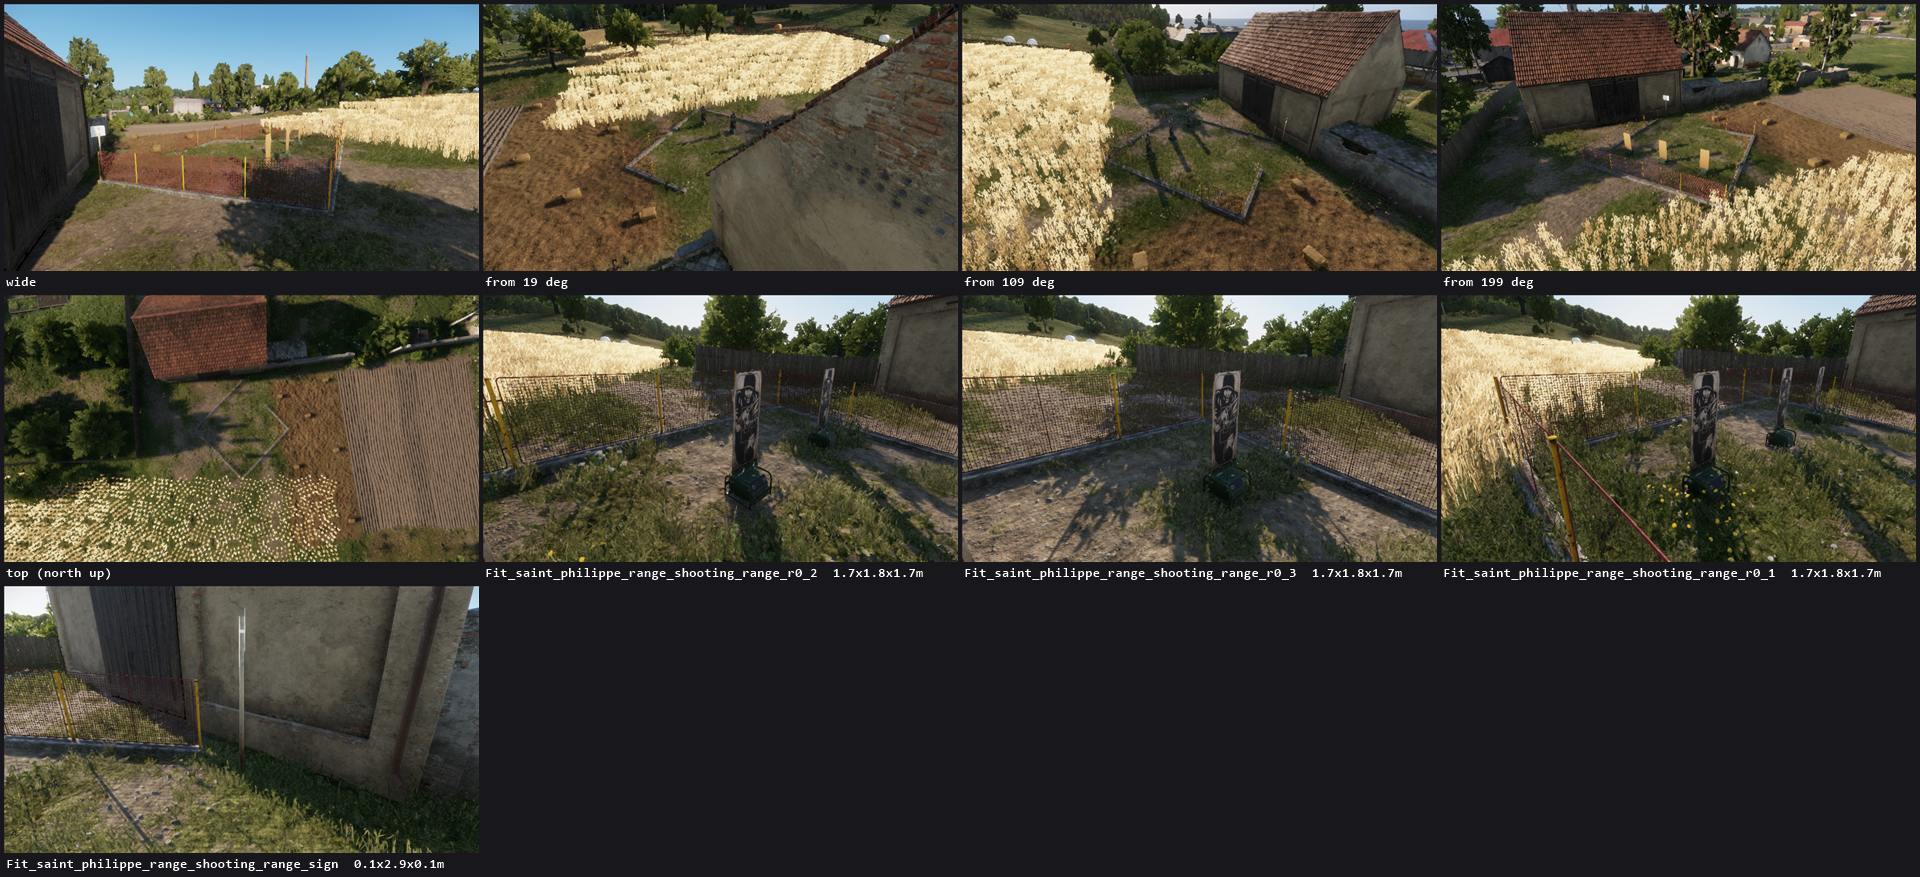 wide
from 19 deg
from 109 deg
from 199 deg
top (north up)
Fit_saint_philippe_range_shooting_range_r0_2  1.7x1.8x1.7m
Fit_saint_philippe_range_shooting_range_r0_3  1.7x1.8x1.7m
Fit_saint_philippe_range_shooting_range_r0_1  1.7x1.8x1.7m
Fit_saint_philippe_range_shooting_range_sign  0.1x2.9x0.1m